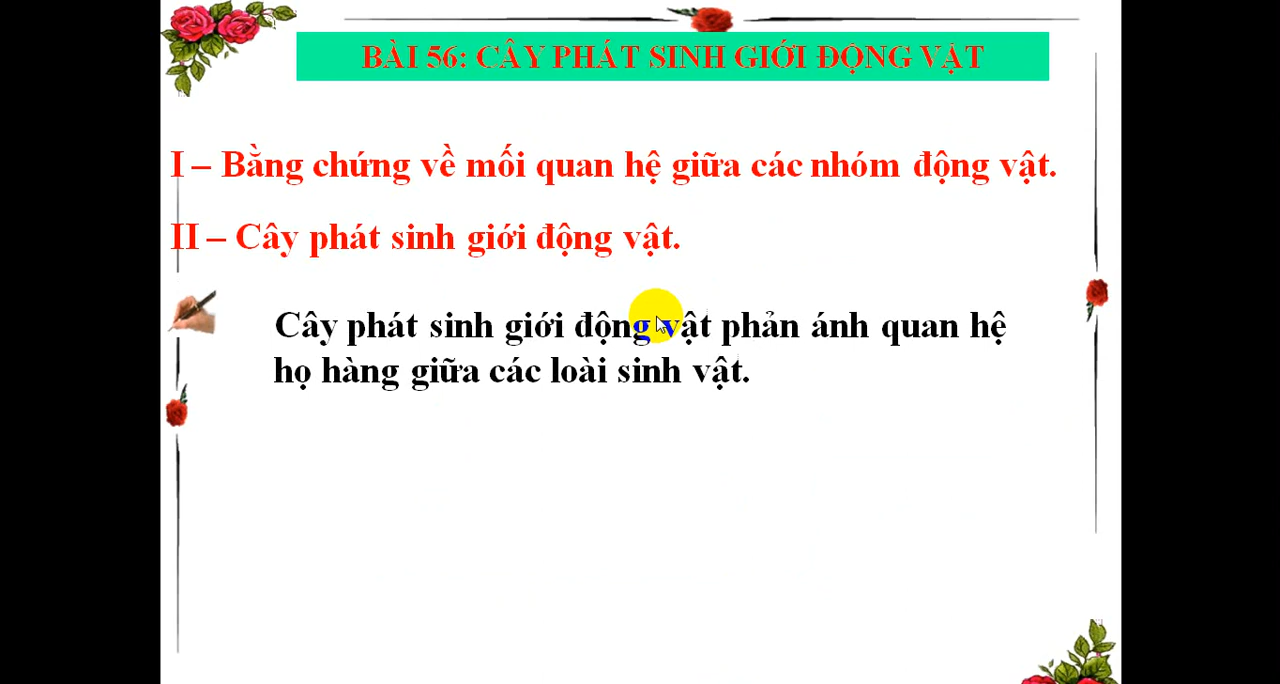 BÀI 56: CÂY PHÁT SINH GIỚI ĐỘNG VẬT
I – Bằng chứng về mối quan hệ giữa các nhóm động vật.
II – Cây phát sinh giới động vật.
Cây phát sinh giới động vật phản ánh quan hệ
họ hàng giữa các loài sinh vật.